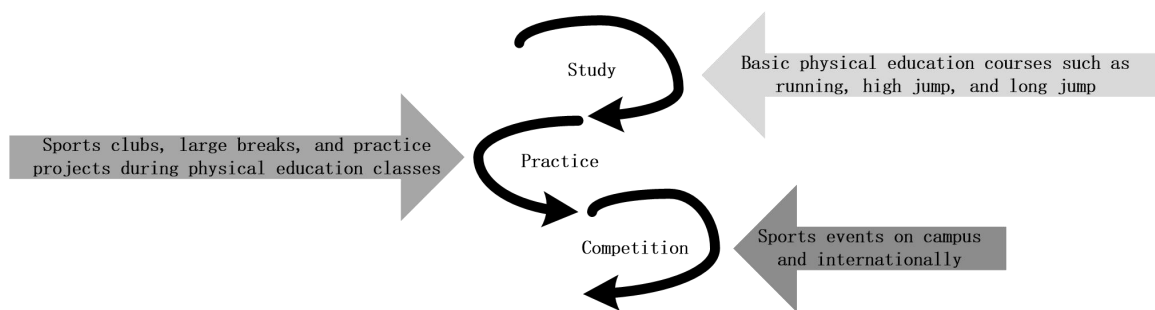 Study
Basic physical education courses such as
running, high jump, and long jump
Sports clubs, large breaks, and practice
projects during physical education classes
Practice
Competition
Sports events on campus
and internationally